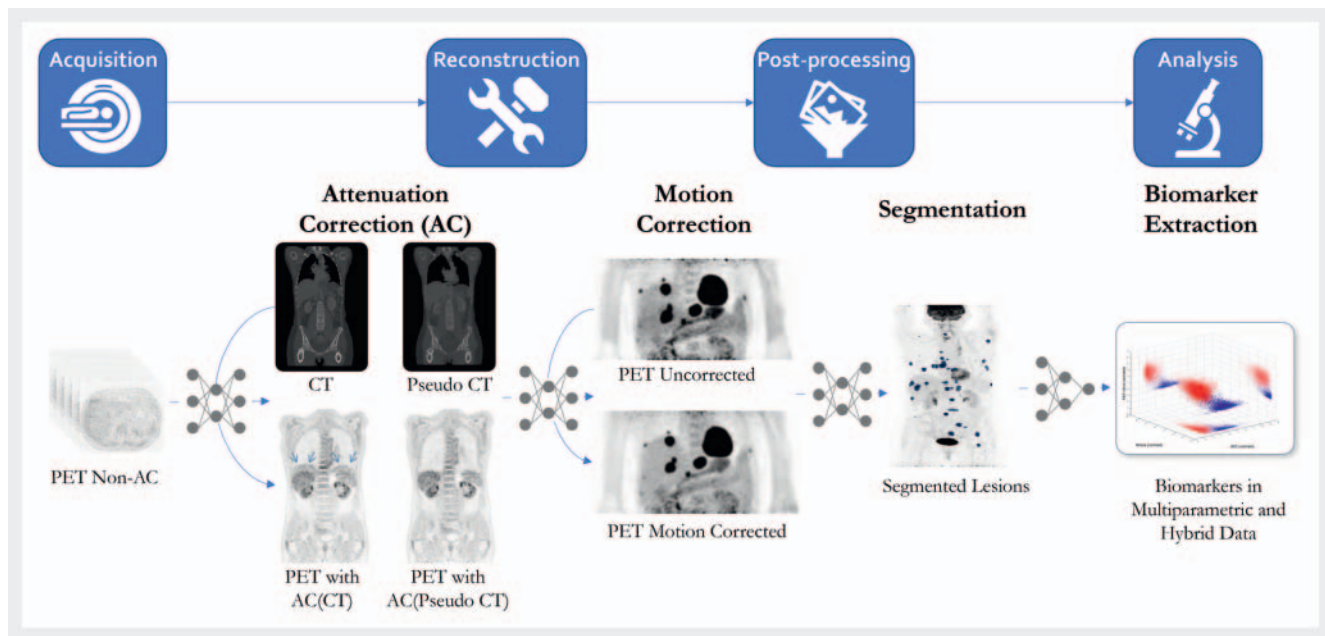 Acquisition
Reconstruction
Post-processing
Analysis
Attenuation
Correction (AC)
Motion
Correction
Segmentation
Biomarker
Extraction
CT
Pseudo CT
PET Non-AC
PET with
AC(CT)
PET with
AC(Pseudo CT)
PET Uncorrected
PET Motion Corrected
Segmented Lesions
Biomarkers in
Multiparametric and
Hybrid Data